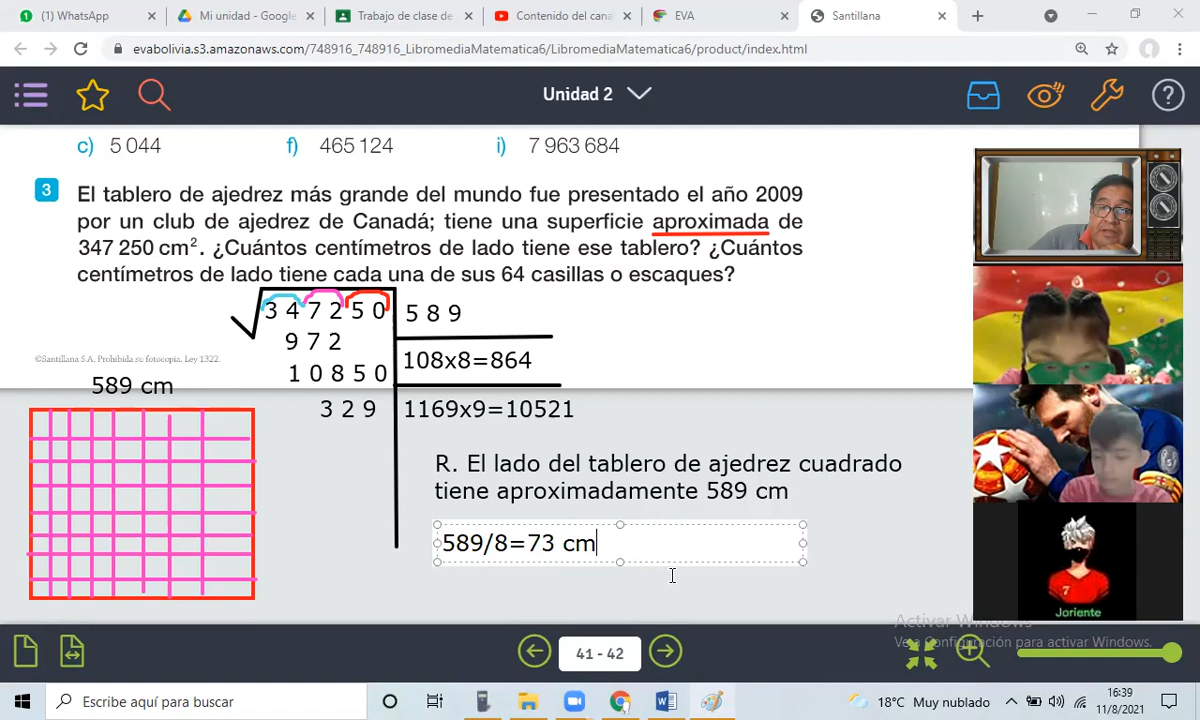 (1) WhatsApp
Mi unidad - Google
Trabajo de clase de
Contenido del cana
EVA
Santillana
evabolivia.s3.amazonaws.com/748916_748916_LibromediaMatematica6/LibromediaMatematica6/product/index.html
Unidad 2
c) 5 044 f) 465 124 i) 7 963 684
3 El tablero de ajedrez más grande del mundo fue presentado el año 2009
por un club de ajedrez de Canadá; tiene una superficie aproximada de
347 250 cm². ¿Cuántos centímetros de lado tiene ese tablero? ¿Cuántos
centímetros de lado tiene cada una de sus 64 casillas o escaques?
3 4 7 2 5 0 5 8 9
9 7 2
©Santillana S.A. Prohibida su fotocopia. Ley 1322.
108x8=864
1 0 8 5 0
589 cm
3 2 9 1169x9=10521
R. El lado del tablero de ajedrez cuadrado
tiene aproximadamente 589 cm
589/8=73 cm
7
Joriente
Activar Windows
Ve a Configuración para activar Windows.
41 - 42
Escribe aquí para buscar
18°C Muy nublado
16:39
11/8/2021